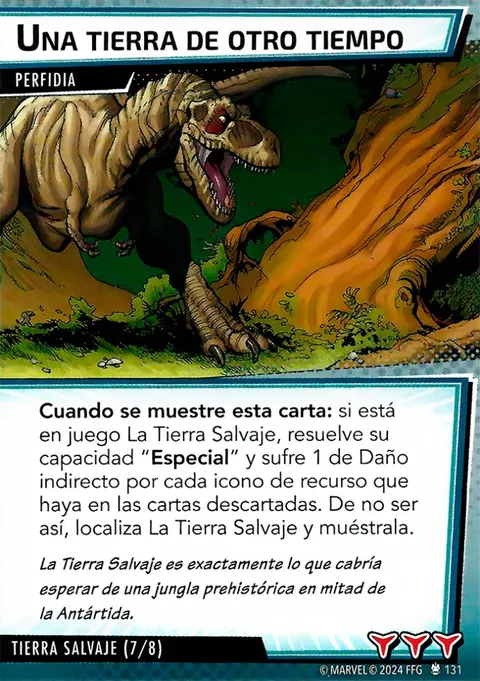 UNA TIERRA DE OTRO TIEMPO
PERFIDIA
Cuando se muestre esta carta: si está
en juego La Tierra Salvaje, resuelve su
capacidad “Especial” y sufre 1 de Daño
indirecto por cada icono de recurso que
haya en las cartas descartadas. De no ser
así, localiza La Tierra Salvaje y muéstrala.
La Tierra Salvaje es exactamente lo que cabría
esperar de una jungla prehistórica en mitad de
la Antártida.
TIERRA SALVAJE (7/8)
© MARVEL © 2024 FFG 131